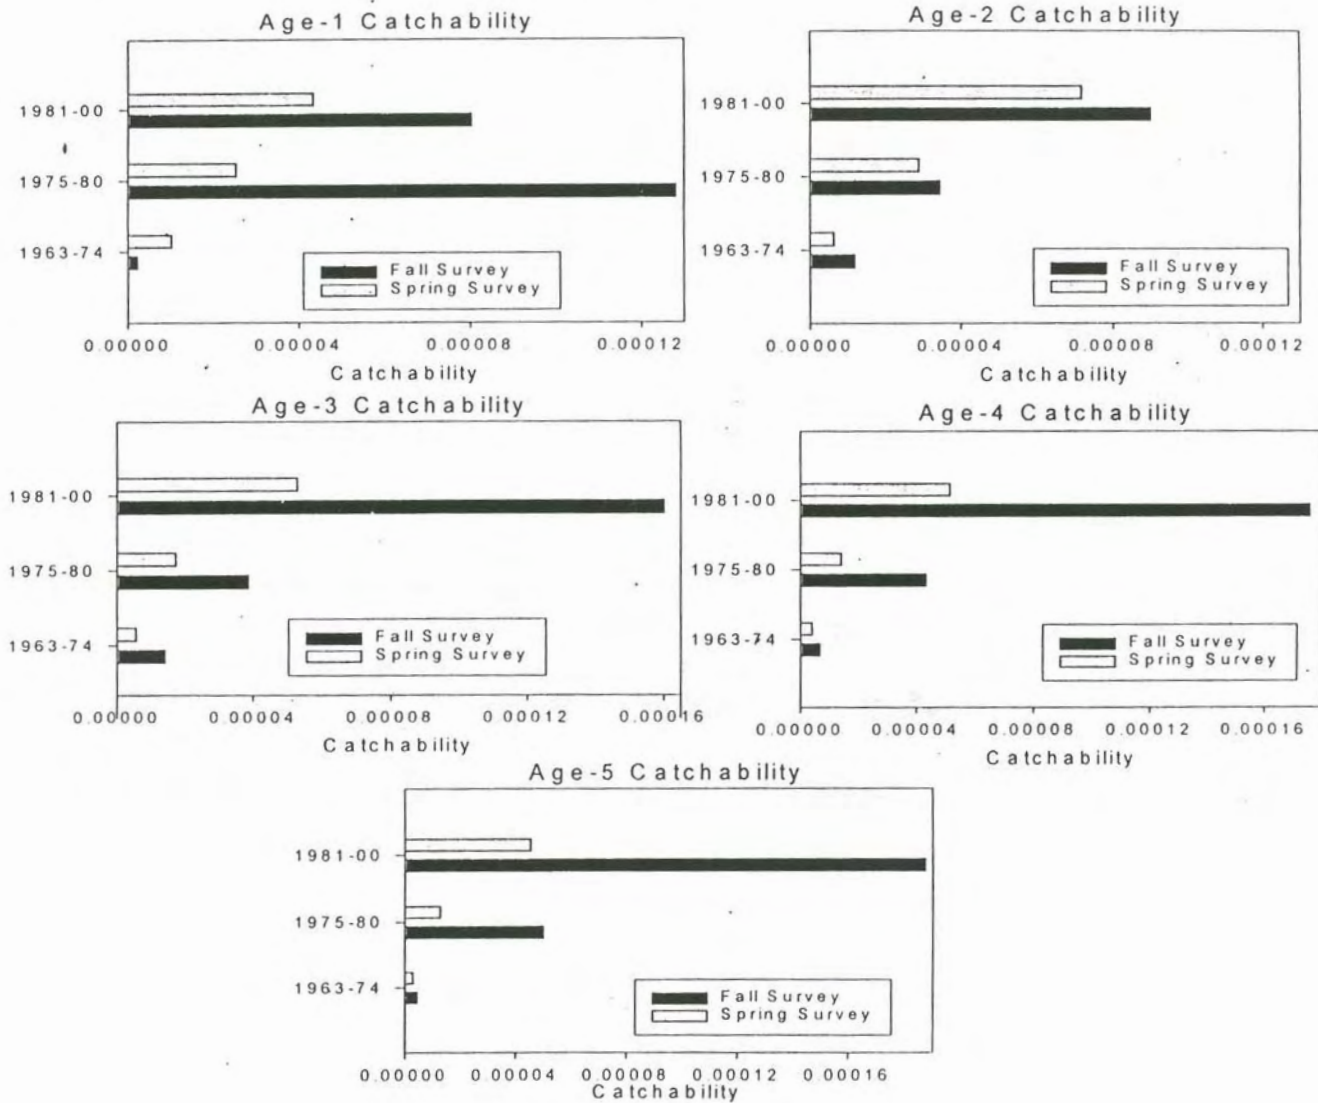 Age-1 Catchability
1981-00
1975-80
1963-74
Fall Survey
Spring Survey
0.00000 0.00004 0.00008 0.00012
Catchability
Age-2 Catchability
1981-00
1975-80
1963-74
Fall Survey
Spring Survey
0.00000 0.00004 0.00008 0.00012
Catchability
Age-3 Catchability
1981-00
1975-80
1963-74
Fall Survey
Spring Survey
0.00000 0.00004 0.00008 0.00012 0.00016
Catchability
Age-4 Catchability
1981-00
1975-80
1963-74
Fall Survey
Spring Survey
0.00000 0.00004 0.00008 0.00012 0.00016
Catchability
Age-5 Catchability
1981-00
1975-80
1963-74
Fall Survey
Spring Survey
0.00000 0.00004 0.00008 0.00012 0.00016
Catchability